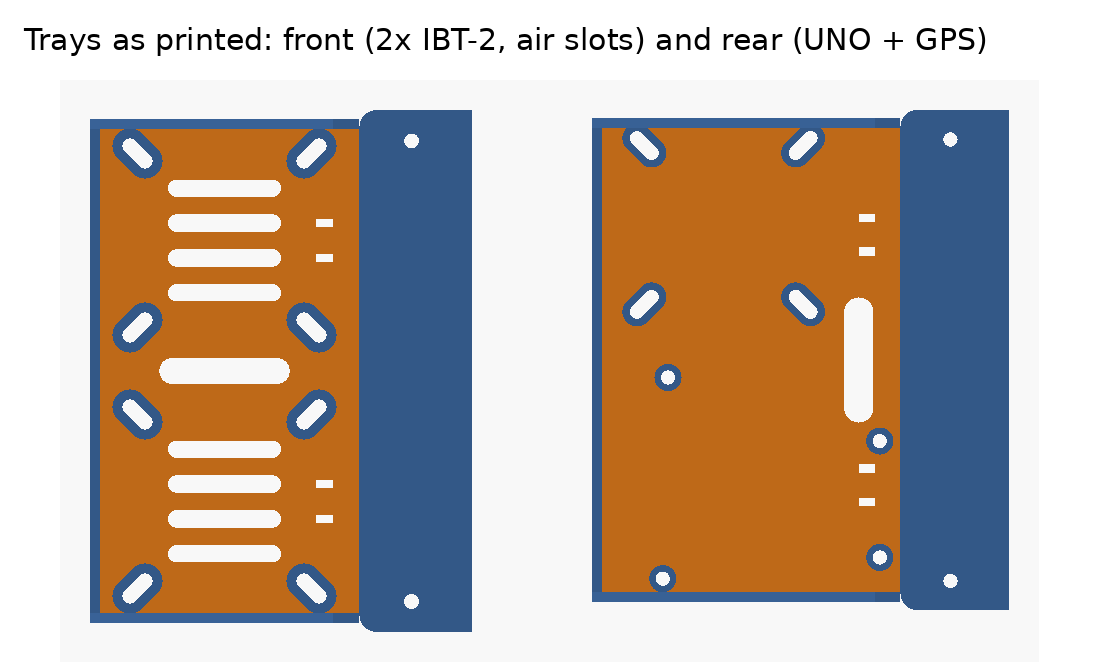 Trays as printed: front (2x IBT-2, air slots) and rear (UNO + GPS)